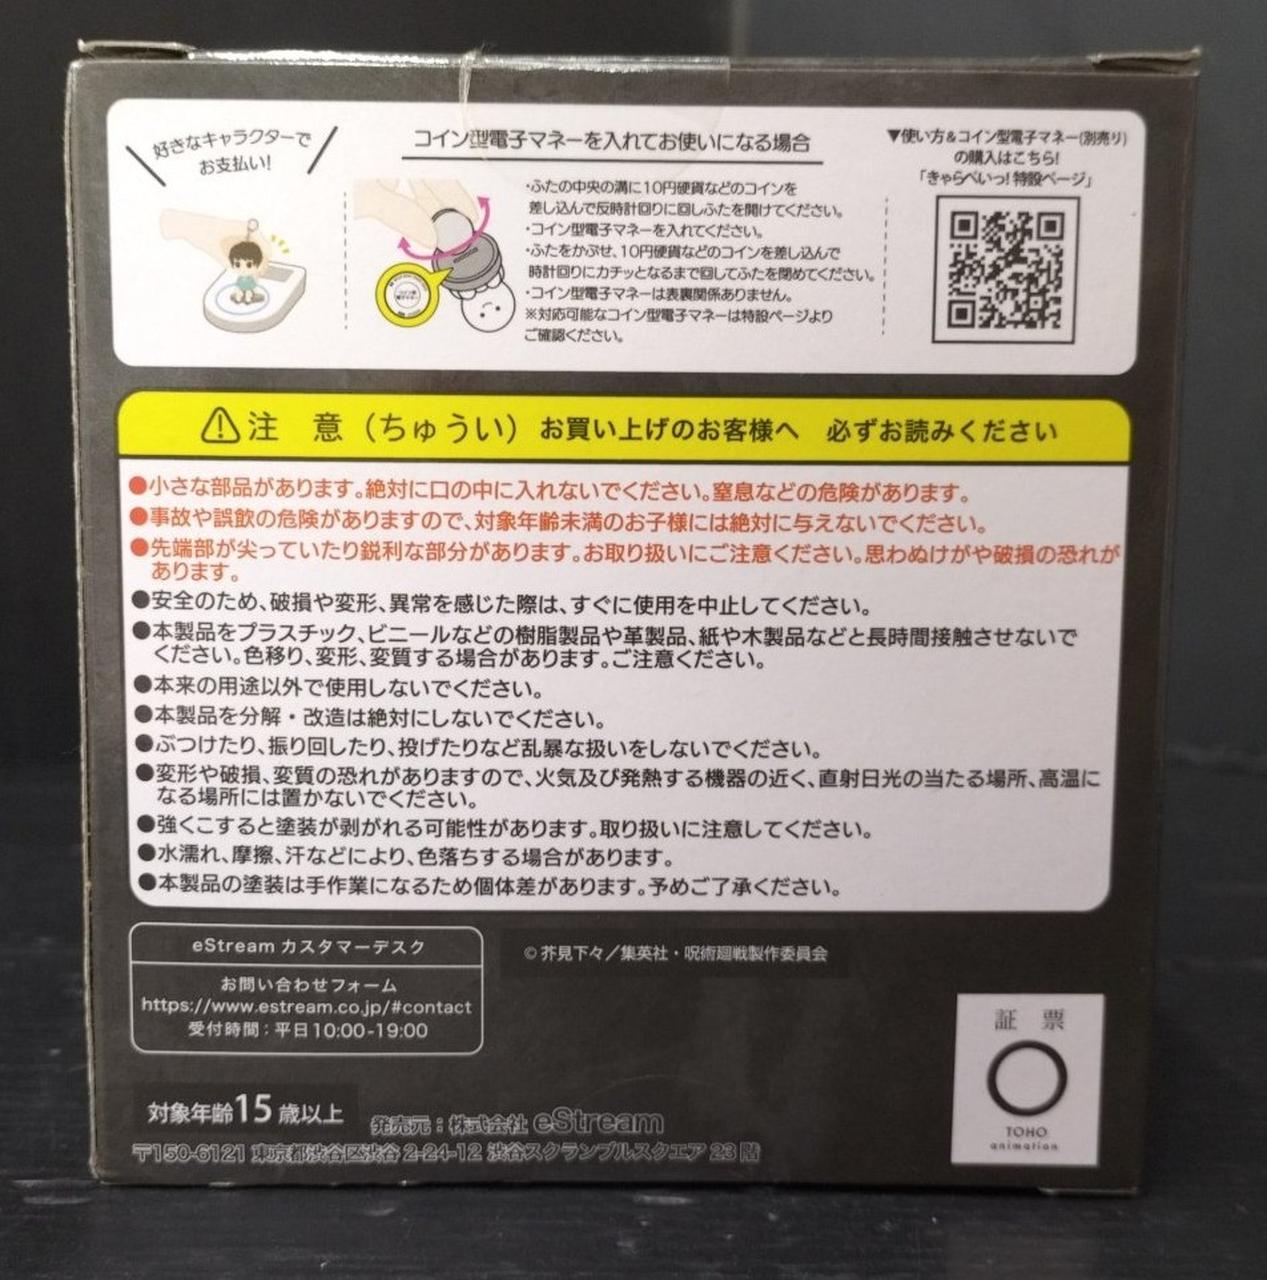 好きなキャラクターで
お支払い!
コイン型電子マネーを入れてお使いになる場合
・ふたの中央の溝に10円硬貨などのコインを
差し込んで反時計回りに回しふたを開けてください。
・コイン型電子マネーを入れてください。
・ふたをかぶせ、10円硬貨などのコインを差し込んで
時計回りにカチッとなるまで回してふたを閉めてください。
・コイン型電子マネーは表裏関係ありません。
※対応可能なコイン型電子マネーは特設ページより
ご確認ください。
コイン型
電子マネー
▼使い方&コイン型電子マネー(別売り)
の購入はこちら!
「きゃらぺいっ!特設ページ」
注 意（ちゅうい）お買い上げのお客様へ 必ずお読みください
●小さな部品があります。絶対に口の中に入れないでください。窒息などの危険があります。
●事故や誤飲の危険がありますので、対象年齢未満のお子様には絶対に与えないでください。
●先端部が尖っていたり鋭利な部分があります。お取り扱いにご注意ください。思わぬけがや破損の恐れが
あります。
●安全のため、破損や変形、異常を感じた際は、すぐに使用を中止してください。
●本製品をプラスチック、ビニールなどの樹脂製品や革製品、紙や木製品などと長時間接触させないで
ください。色移り、変形、変質する場合があります。ご注意ください。
●本来の用途以外で使用しないでください。
●本製品を分解・改造は絶対にしないでください。
●ぶつけたり、振り回したり、投げたりなど乱暴な扱いをしないでください。
●変形や破損、変質の恐れがありますので、火気及び発熱する機器の近く、直射日光の当たる場所、高温に
なる場所には置かないでください。
●強くこすると塗装が剥がれる可能性があります。取り扱いに注意してください。
●水濡れ、摩擦、汗などにより、色落ちする場合があります。
●本製品の塗装は手作業になるため個体差があります。予めご了承ください。
eStream カスタマーデスク
お問い合わせフォーム
https://www.estream.co.jp/#contact
受付時間：平日10:00-19:00
©芥見下々／集英社・呪術廻戦製作委員会
証 票
TOHO
animation
対象年齢15歳以上
発売元：株式会社 eStream
〒150-6121 東京都渋谷区渋谷 2-24-12 渋谷スクランブルスクエア 23 階